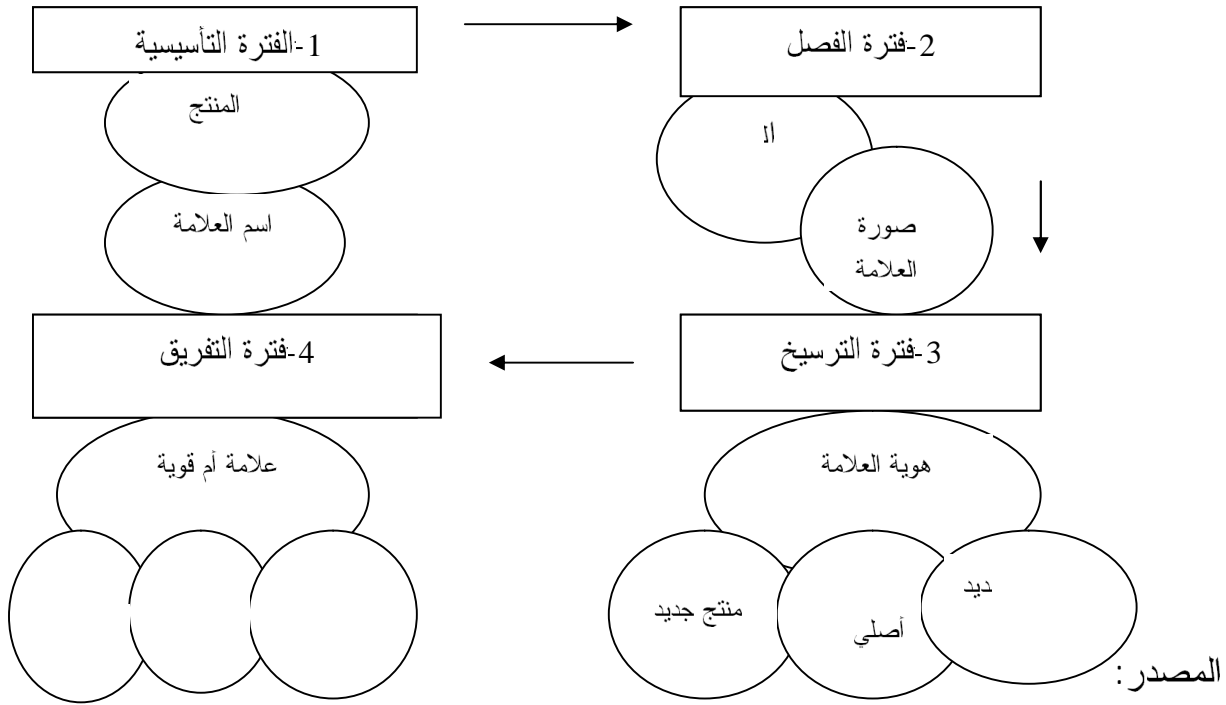 1-الفترة التأسيسية
المنتج
اسم العلامة
2-فترة الفصل
ال
صورة
العلامة
3-فترة الترسيخ
هوية العلامة
ديد
أصلي
منتج جديد
4-فترة التفريق
علامة أم قوية
المصدر: